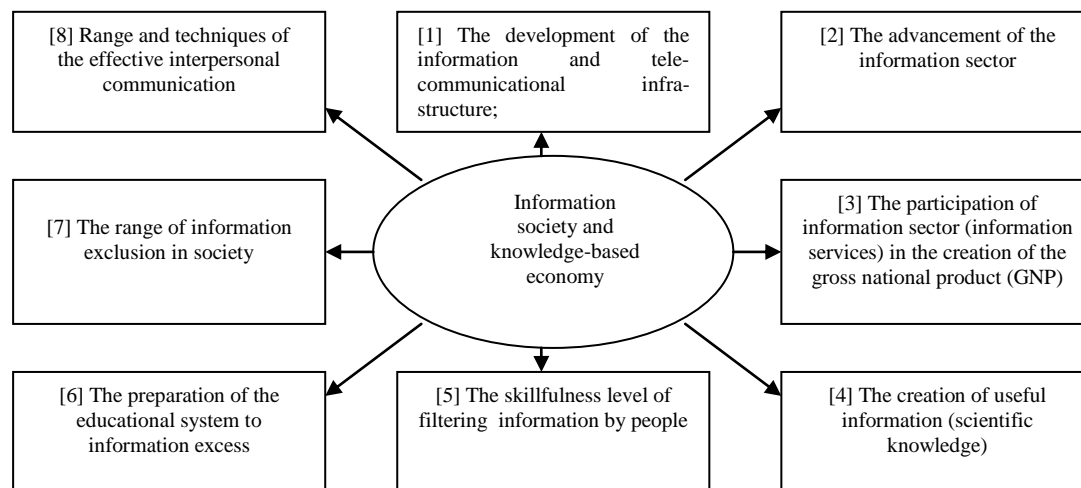 [8] Range and techniques of
the effective interpersonal
communication
[1] The development of the
information and tele-
communicational infra-
structure;
[2] The advancement of the
information sector
[7] The range of information
exclusion in society
Information
society and
knowledge-based
economy
[3] The participation of
information sector (information
services) in the creation of the
gross national product (GNP)
[6] The preparation of the
educational system to
information excess
[5] The skillfulness level of
filtering information by people
[4] The creation of useful
information (scientific
knowledge)